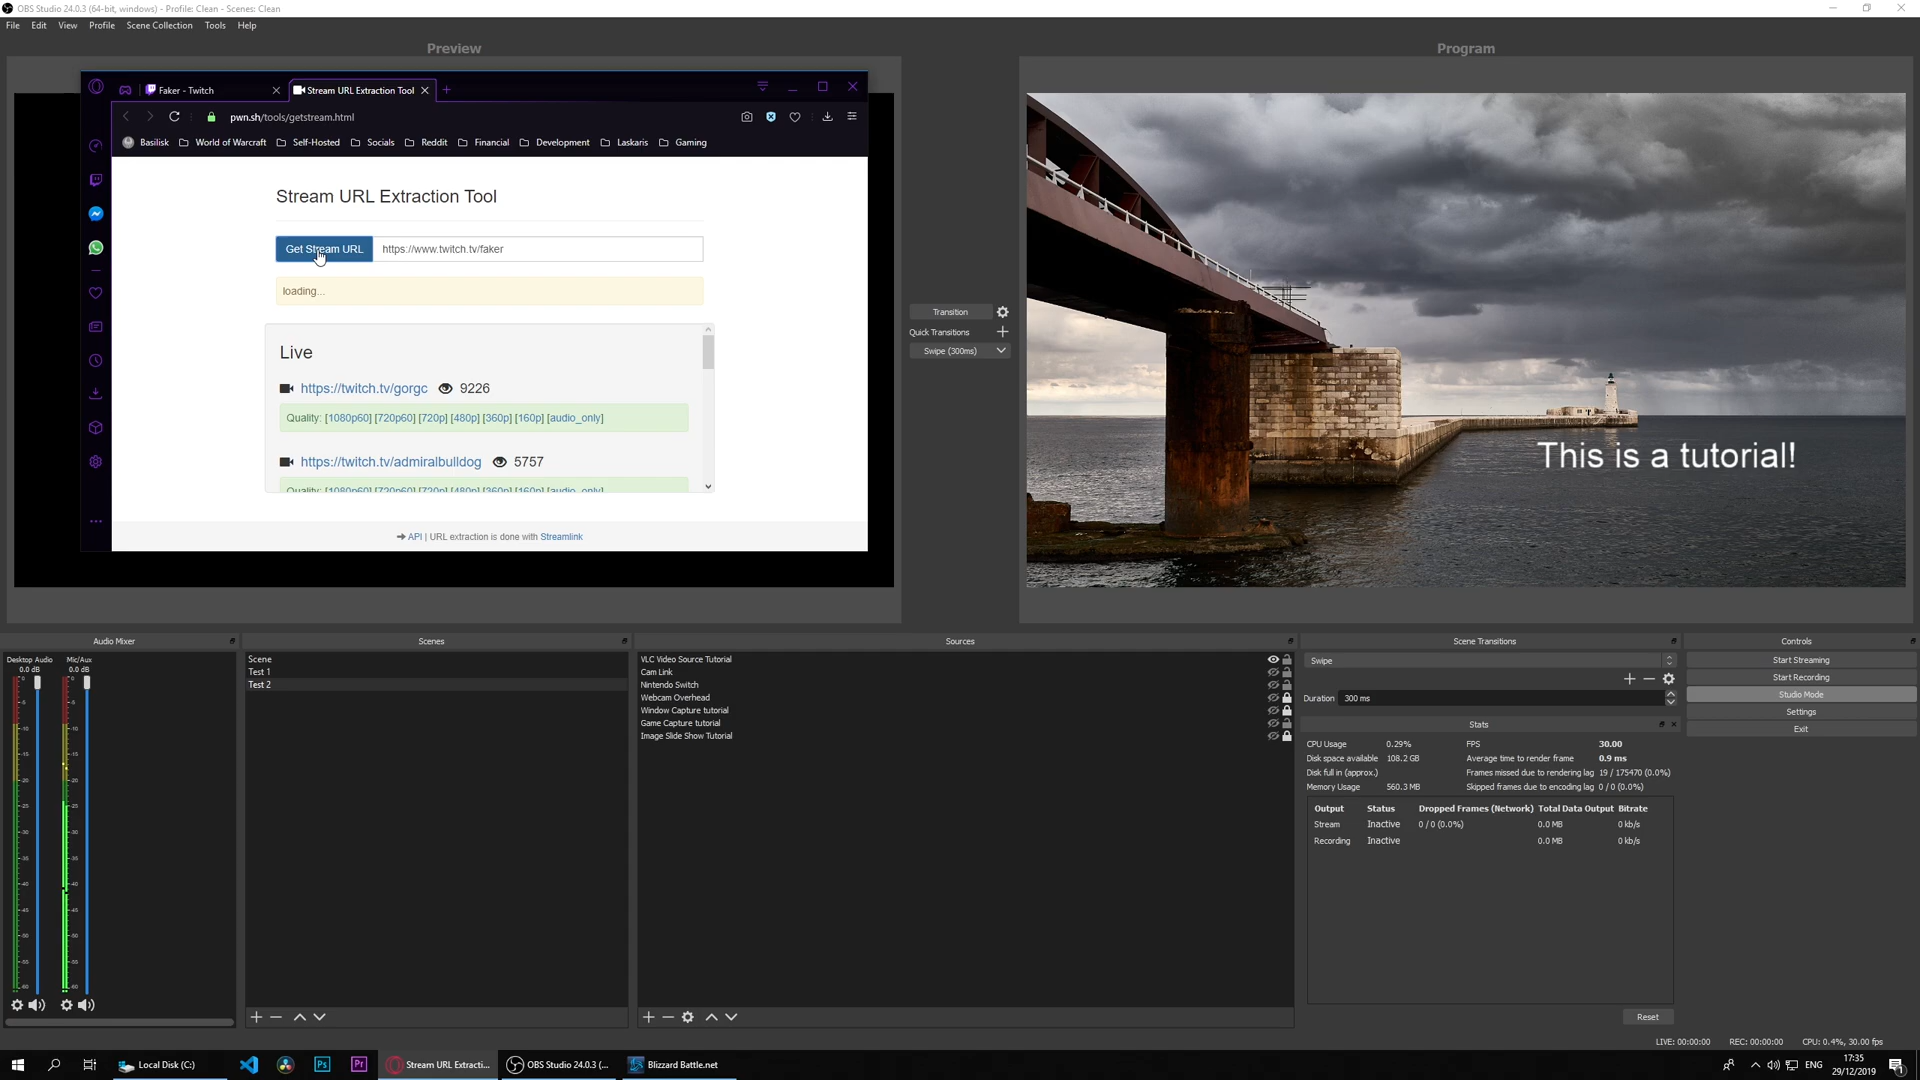 OBS Studio 24.0.3 (64-bit, windows) - Profile: Clean - Scenes: Clean
File Edit View Profile Scene Collection Tools Help
Preview
Program
Faker - Twitch
Stream URL Extraction Tool
pwn.sh/tools/getstream.html
Basilisk World of Warcraft Self-Hosted Socials Reddit Financial Development Laskaris Gaming
Stream URL Extraction Tool
Get Stream URL https://www.twitch.tv/faker
loading...
Live
https://twitch.tv/gorgc 9226
Quality: [1080p60] [720p60] [720p] [480p] [360p] [160p] [audio_only]
https://twitch.tv/admiralbulldog 5757
Quality: [1080p60] [720p60] [720p] [480p] [360p] [160p] [audio_only]
API | URL extraction is done with Streamlink
Transition
Quick Transitions
Swipe (300ms)
This is a tutorial!
Audio Mixer
Desktop Audio Mic/Aux
0.0 dB 0.0 dB
Scenes
Scene
Test 1
Test 2
Sources
VLC Video Source Tutorial
Cam Link
Nintendo Switch
Webcam Overhead
Window Capture tutorial
Game Capture tutorial
Image Slide Show Tutorial
Scene Transitions
Swipe
Duration 300 ms
Stats
CPU Usage 0.29% FPS 30.00
Disk space available 108.2 GB Average time to render frame 0.9 ms
Disk full in (approx.) Frames missed due to rendering lag 19 / 175470 (0.0%)
Memory Usage 560.3 MB Skipped frames due to encoding lag 0 / 0 (0.0%)
Output Status Dropped Frames (Network) Total Data Output Bitrate
Stream Inactive 0 / 0 (0.0%) 0.0 MB 0 kb/s
Recording Inactive 0.0 MB 0 kb/s
Reset
Controls
Start Streaming
Start Recording
Studio Mode
Settings
Exit
LIVE: 00:00:00 REC: 00:00:00 CPU: 0.4%, 30.00 fps
Local Disk (C:)
Ps
Pr
Stream URL Extracti...
OBS Studio 24.0.3 (...
Blizzard Battle.net
ENG
17:35
29/12/2019